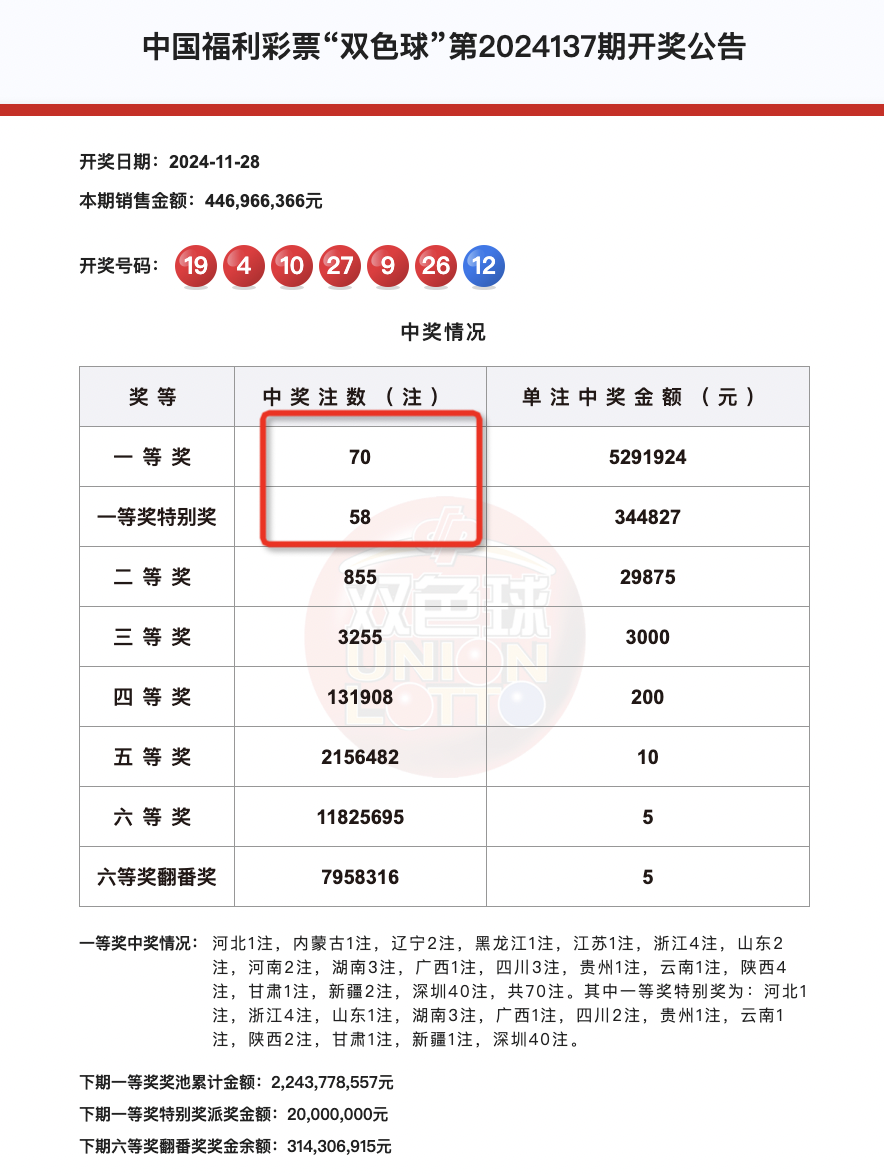 中国福利彩票“双色球”第2024137期开奖公告
开奖日期：2024-11-28
本期销售金额：446,966,366元
开奖号码： 19 4 10 27 9 26 12
中奖情况
奖等 中奖注数（注） 单注中奖金额（元）
一等奖 70 5291924
一等奖特别奖 58 344827
二等奖 855 29875
三等奖 3255 3000
四等奖 131908 200
五等奖 2156482 10
六等奖 11825695 5
六等奖翻番奖 7958316 5
双色球
UNION
LOTTO
一等奖中奖情况： 河北1注，内蒙古1注，辽宁2注，黑龙江1注，江苏1注，浙江4注，山东2
注，河南2注，湖南3注，广西1注，四川3注，贵州1注，云南1注，陕西4
注，甘肃1注，新疆2注，深圳40注，共70注。其中一等奖特别奖为：河北1
注，浙江4注，山东1注，湖南3注，广西1注，四川2注，贵州1注，云南1
注，陕西2注，甘肃1注，新疆1注，深圳40注。
下期一等奖奖池累计金额：2,243,778,557元
下期一等奖特别奖派奖金额：20,000,000元
下期六等奖翻番奖奖金余额：314,306,915元